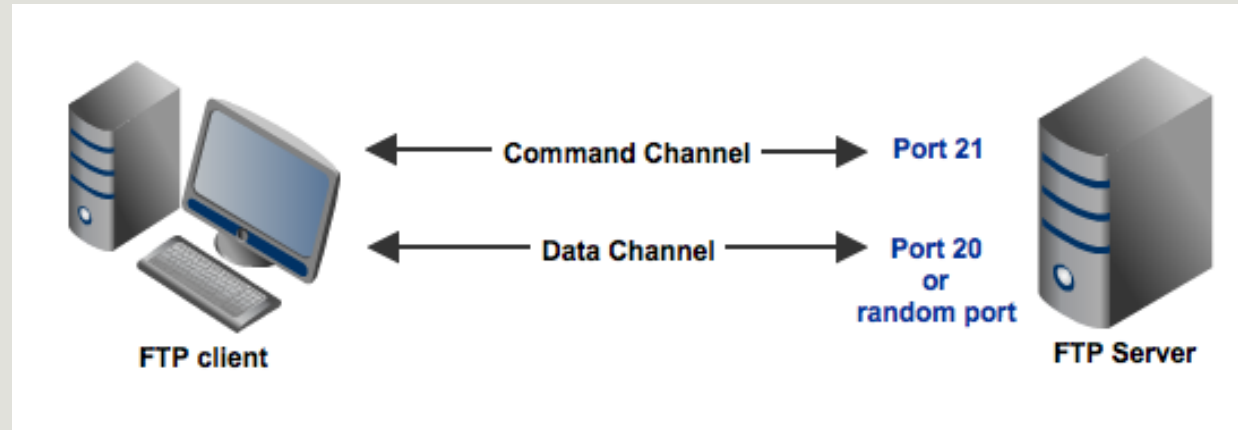 Command Channel
Port 21
Data Channel
Port 20
or
random port
FTP client
FTP Server